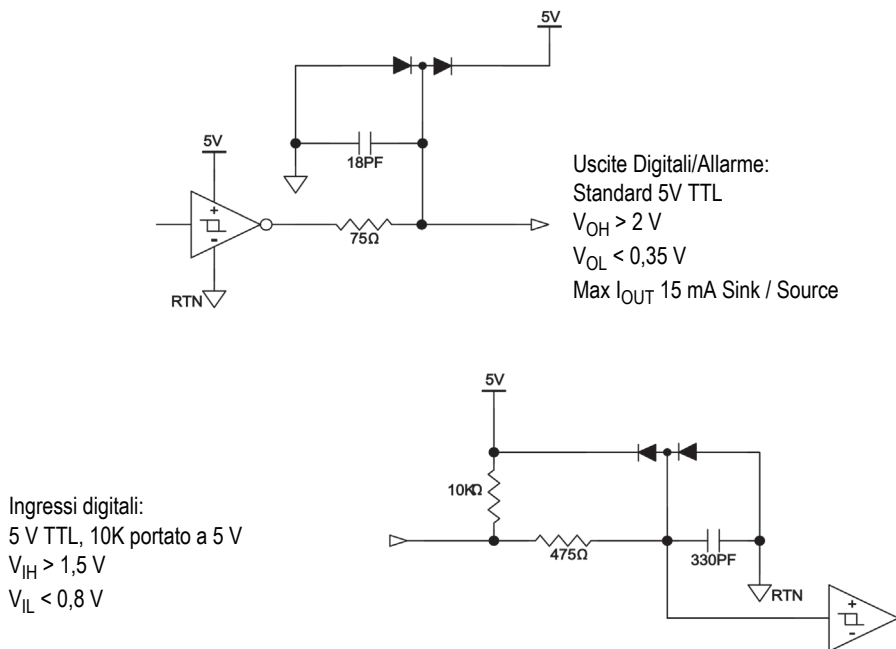 5V
18PF
5V
75Ω
RTN
Uscite Digitali/Allarme:
Standard 5V TTL
VOH > 2 V
VOL < 0,35 V
Max IOUT 15 mA Sink / Source
+
-
5V
10KΩ
475Ω
330PF
RTN
+
-
Ingressi digitali:
5 V TTL, 10K portato a 5 V
VIH > 1,5 V
VIL < 0,8 V